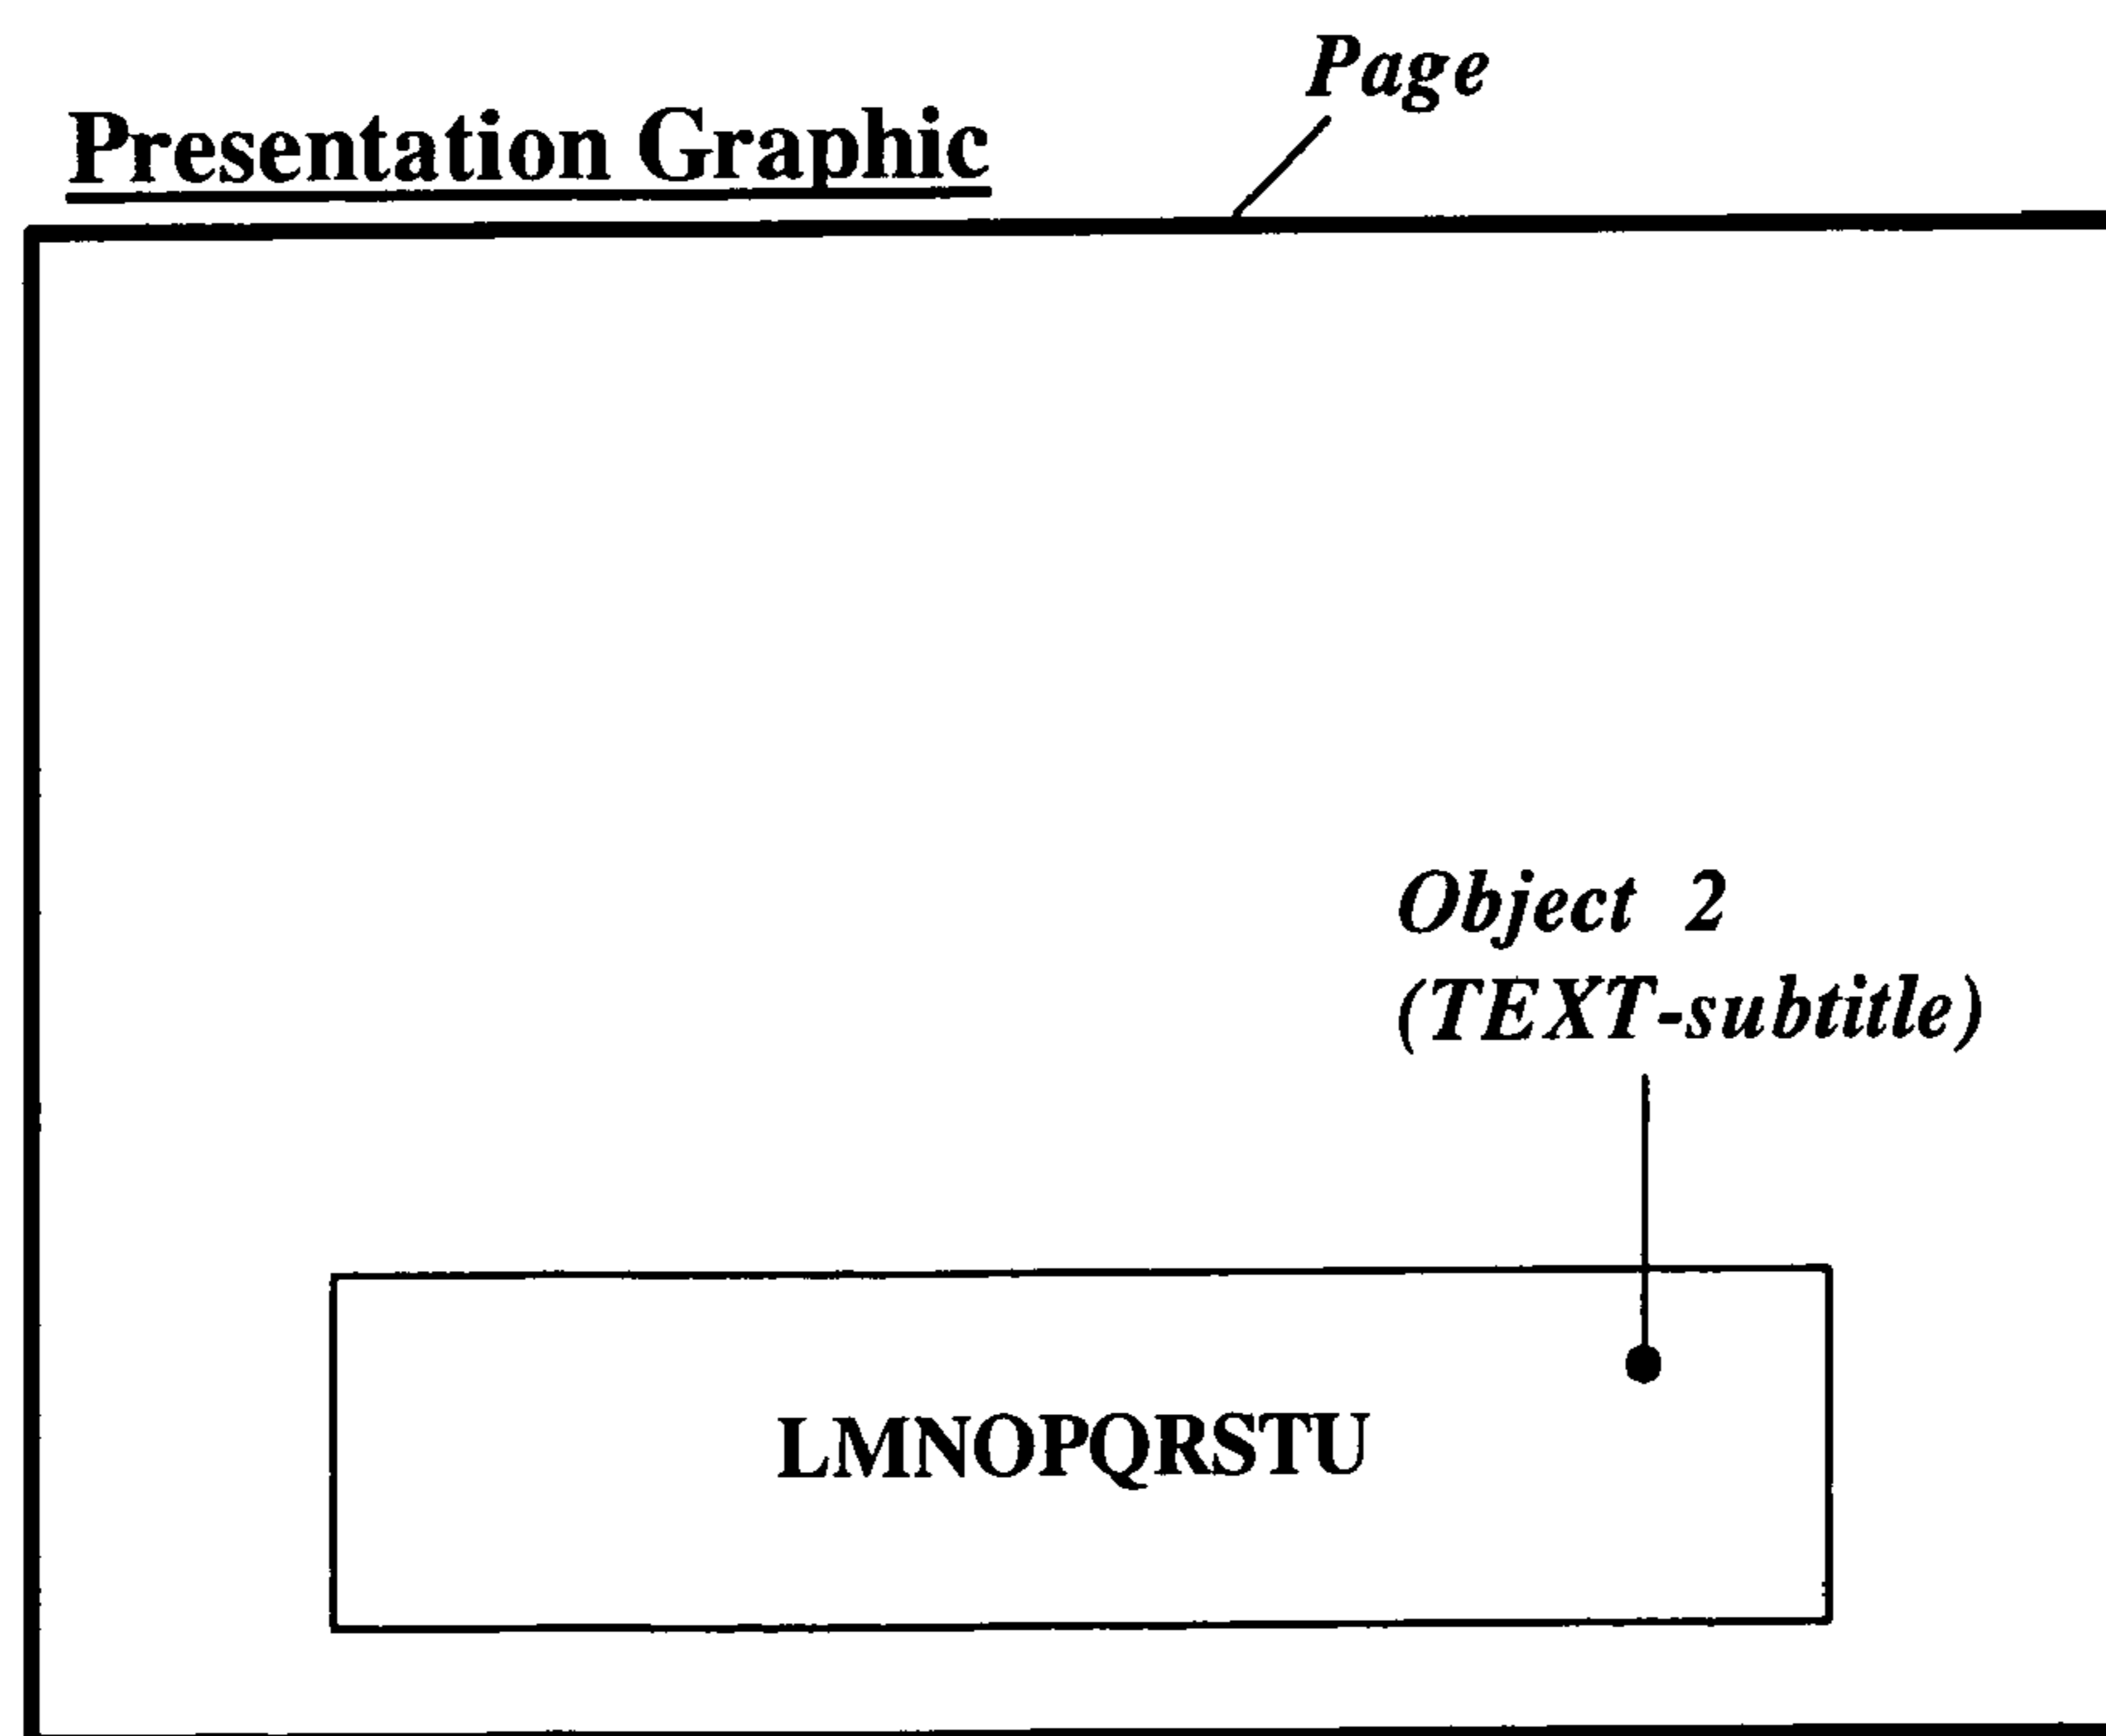 Page
Presentation Graphic
Object 2
(TEXT-subtitle)
LMNOPQRSTU